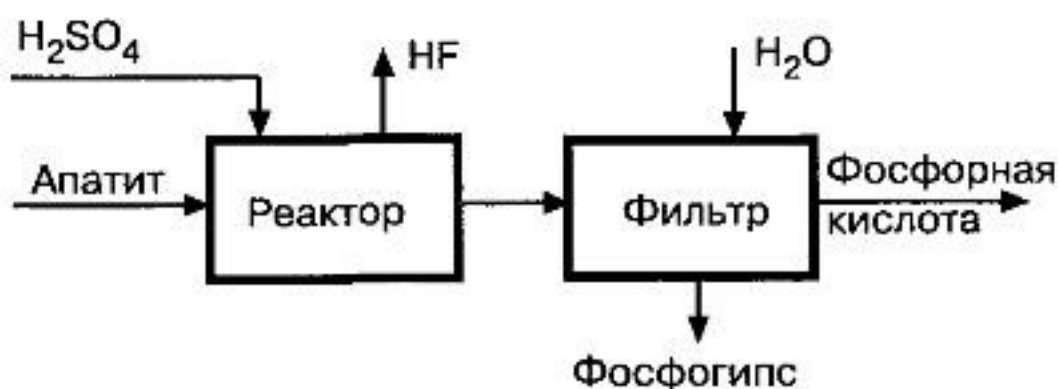 H₂SO₄
HF
H₂O
Апатит
Реактор
Фильтр
Фосфорная
кислота
Фосфогипс